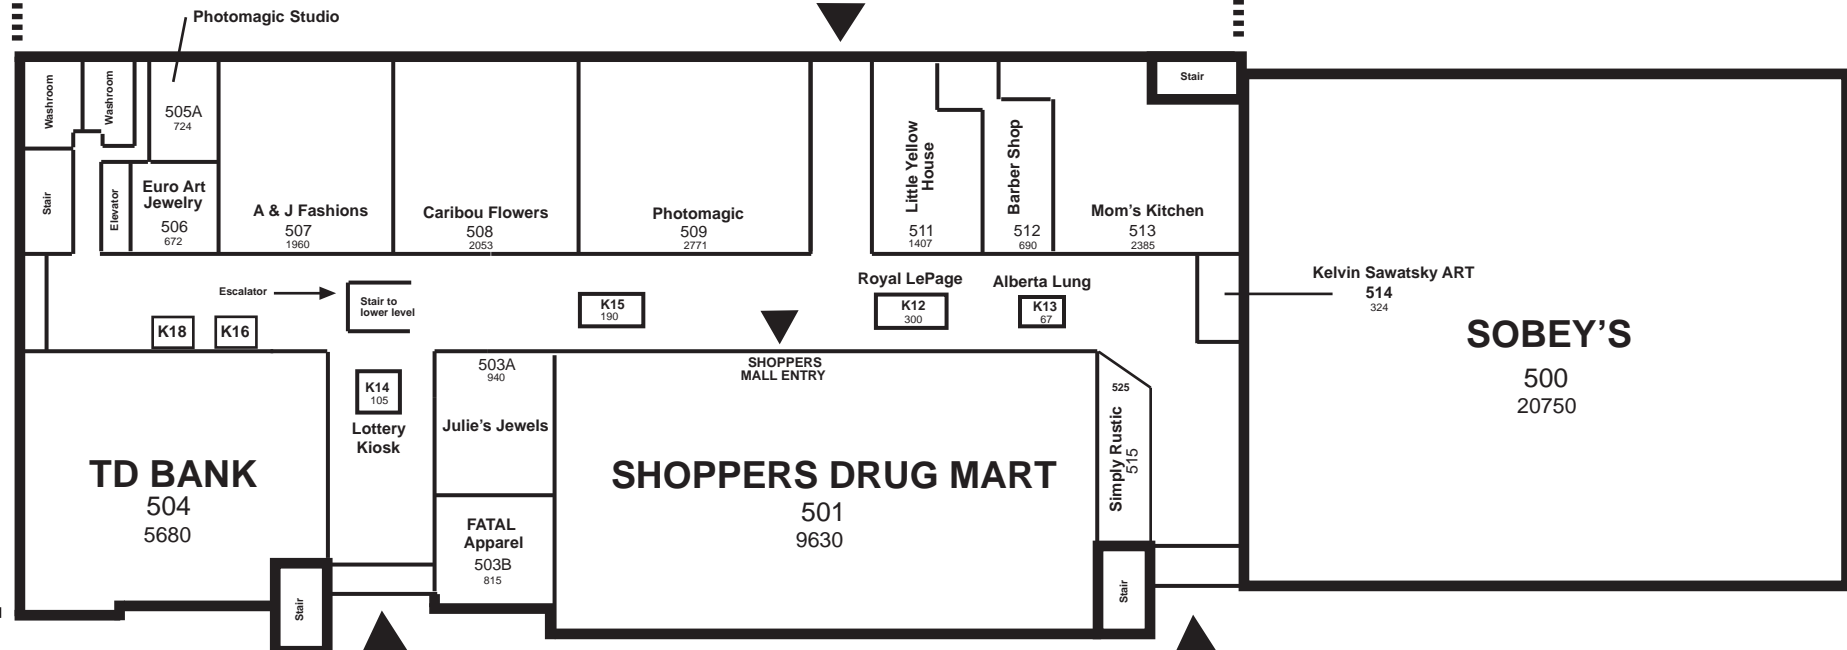 Photomagic Studio
Washroom
Washroom
505A
724
Stair
Stair
Elevator
Euro Art
Jewelry
506
672
A & J Fashions
507
1960
Caribou Flowers
508
2053
Photomagic
509
2771
Little Yellow
House
511
1407
Barber Shop
512
690
Mom's Kitchen
513
2385
Escalator
Stair to
lower level
K18
K16
K15
190
Royal LePage
K12
300
Alberta Lung
K13
67
Kelvin Sawatsky ART
514
324
SOBEY'S
500
20750
SHOPPERS
MALL ENTRY
K14
105
Lottery
Kiosk
503A
940
Julie's Jewels
525
Simply Rustic
515
TD BANK
504
5680
SHOPPERS DRUG MART
501
9630
FATAL
Apparel
503B
815
Stair
Stair